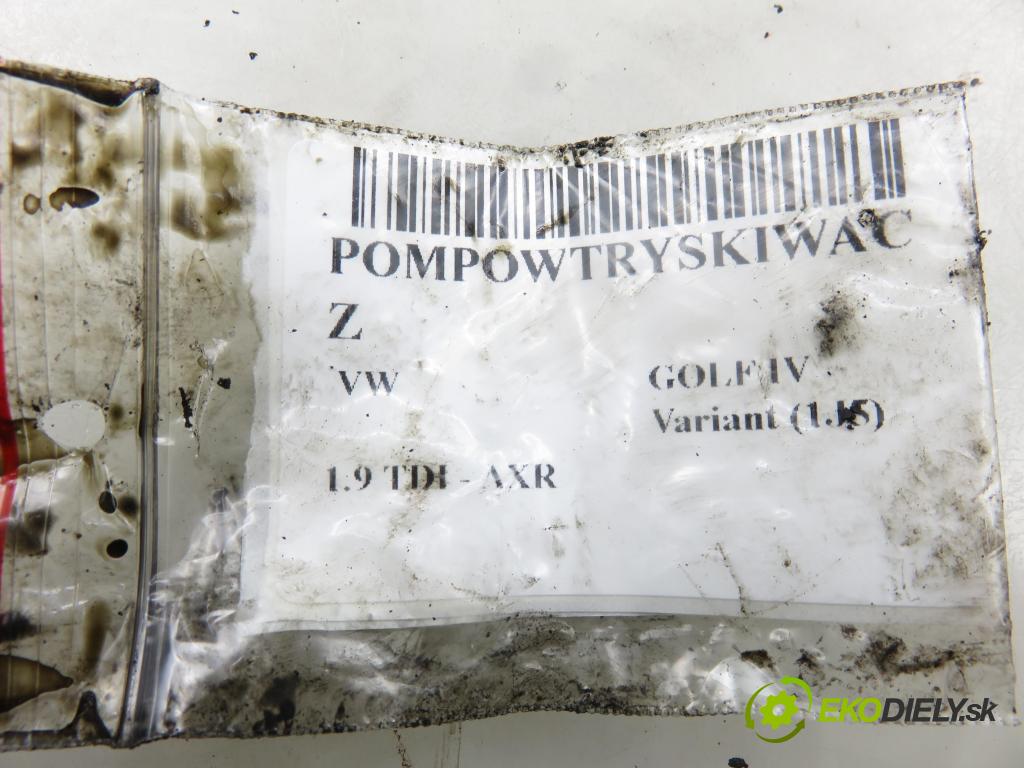 POMPOWTRYSKIWAC
Z
VW
GOLF IV
Variant (1J5)
1.9 TDI - AXR
EKODIELY.sk